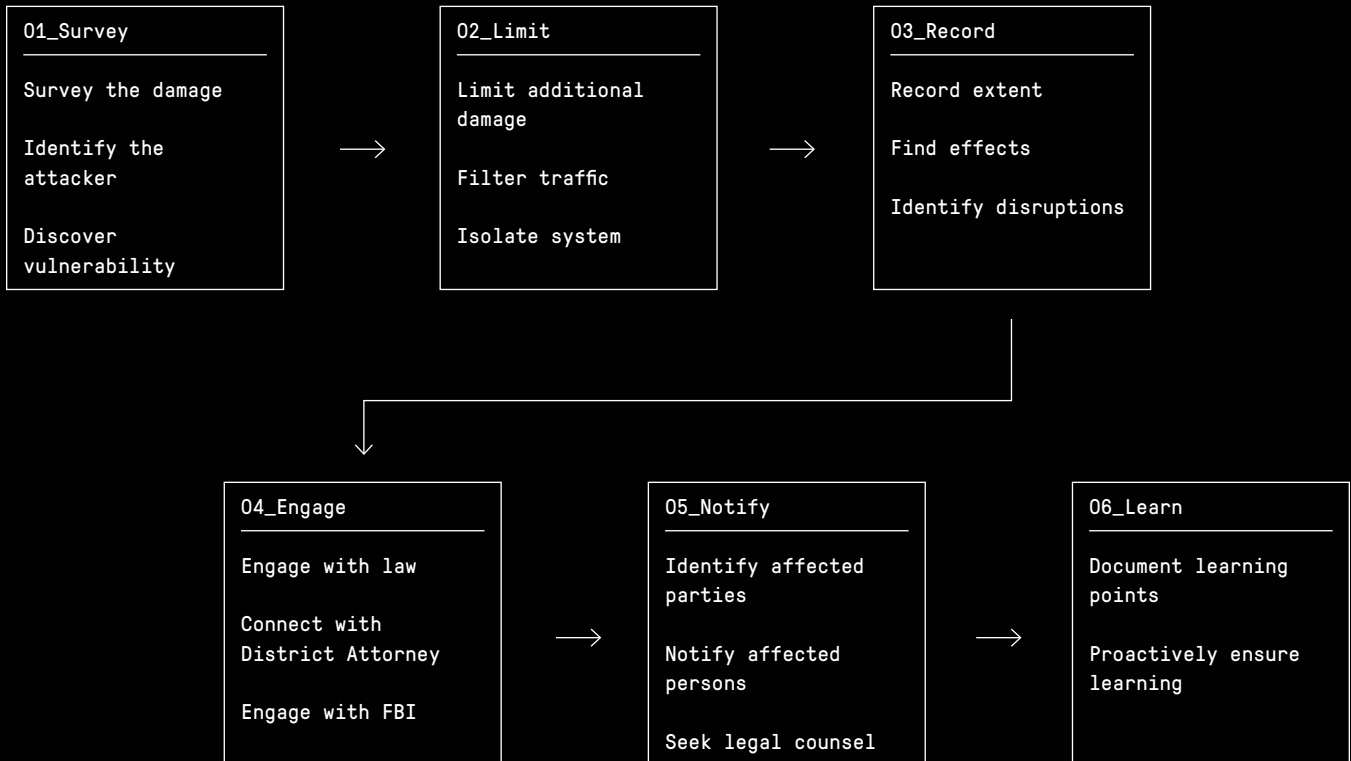 01_Survey
Survey the damage
Identify the
attacker
Discover
vulnerability
02_Limit
Limit additional
damage
Filter traffic
Isolate system
03_Record
Record extent
Find effects
Identify disruptions
04_Engage
Engage with law
Connect with
District Attorney
Engage with FBI
05_Notify
Identify affected
parties
Notify affected
persons
Seek legal counsel
06_Learn
Document learning
points
Proactively ensure
learning